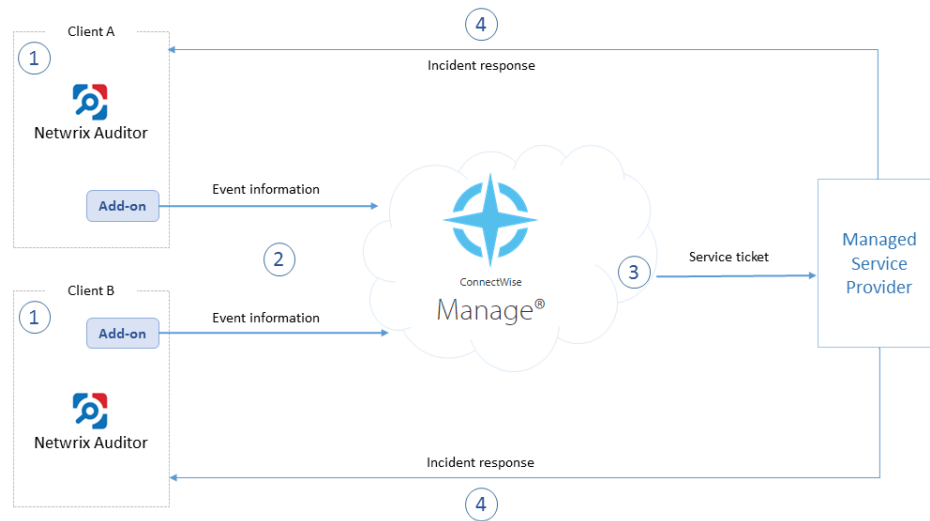 4
Client A
1
Incident response
Netwrix Auditor
Event information
Add-on
2
ConnectWise
Manage®
3
Service ticket
Managed
Service
Provider
Client B
1
Event information
Add-on
Netwrix Auditor
Incident response
4